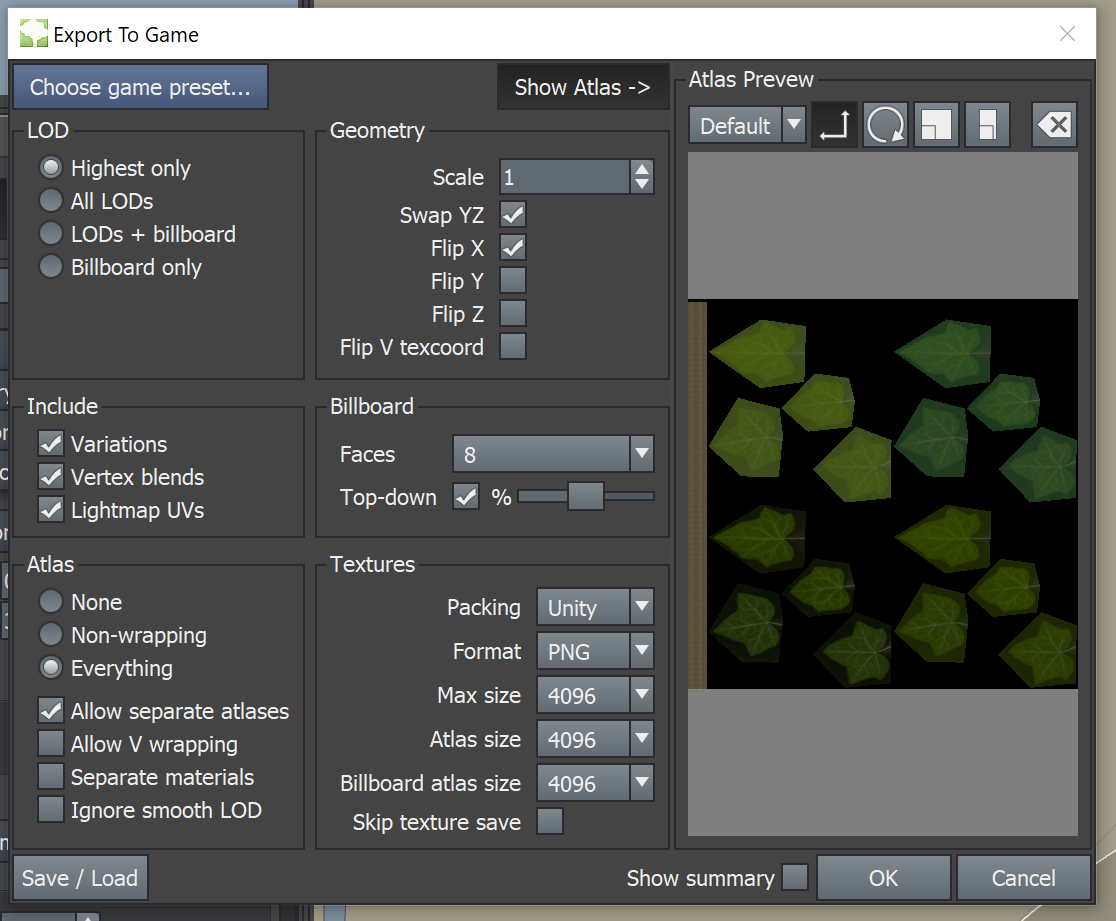 Export To Game
Choose game preset...
Show Atlas ->
LOD
Highest only
All LODs
LODs + billboard
Billboard only
Geometry
Scale 1
Swap YZ
Flip X
Flip Y
Flip Z
Flip V texcoord
Include
Variations
Vertex blends
Lightmap UVs
Billboard
Faces 8
Top-down %
Atlas
None
Non-wrapping
Everything
Allow separate atlases
Allow V wrapping
Separate materials
Ignore smooth LOD
Textures
Packing Unity
Format PNG
Max size 4096
Atlas size 4096
Billboard atlas size 4096
Skip texture save
Atlas Prevew
Default
Save / Load
Show summary
OK
Cancel